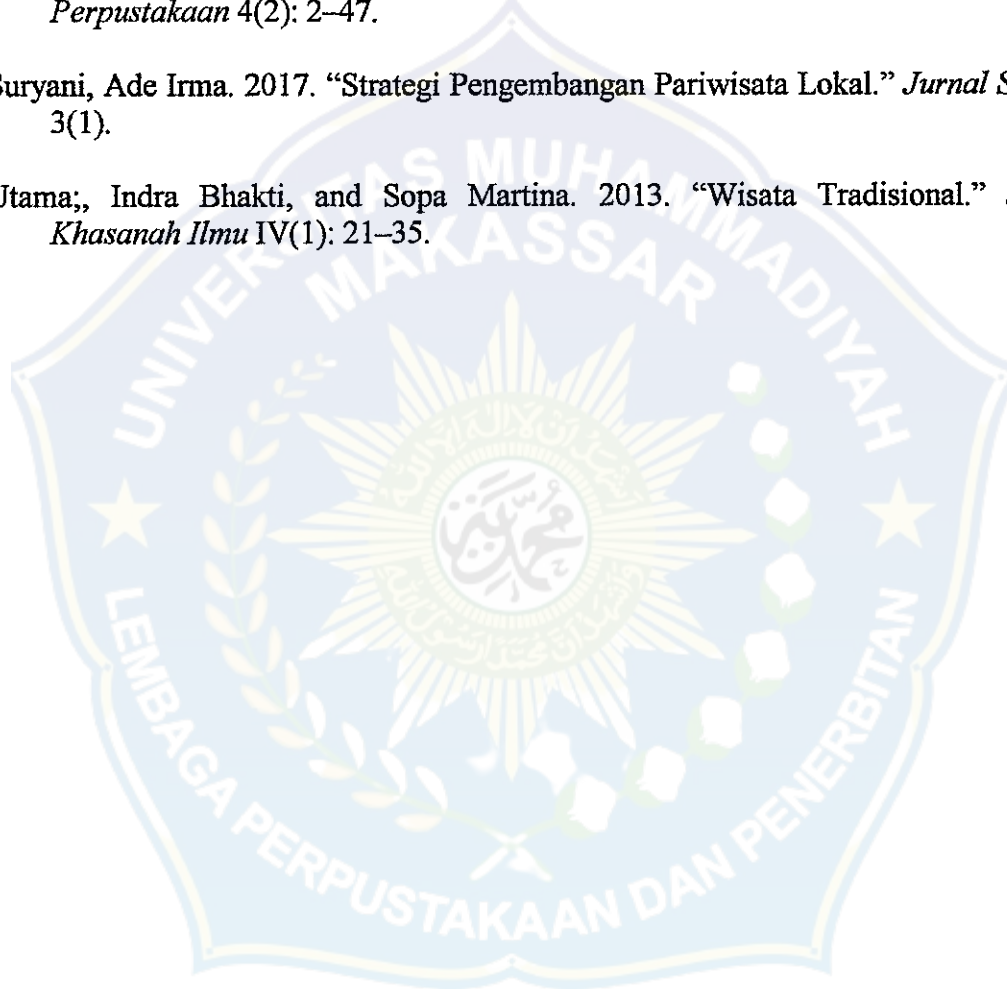 Perpustakaan 4(2): 2–47.
Suryani, Ade Irma. 2017. “Strategi Pengembangan Pariwisata Lokal.” Jurnal
3(1).
Utama;, Indra Bhakti, and Sopa Martina. 2013. “Wisata Tradisional.”
Khasanah Ilmu IV(1): 21–35.
UNIVERSITAS MUHAMMADIYAH
MAKASSAR
محمد
LEMBAGA PERPUSTAKAAN DAN PENERBITAN